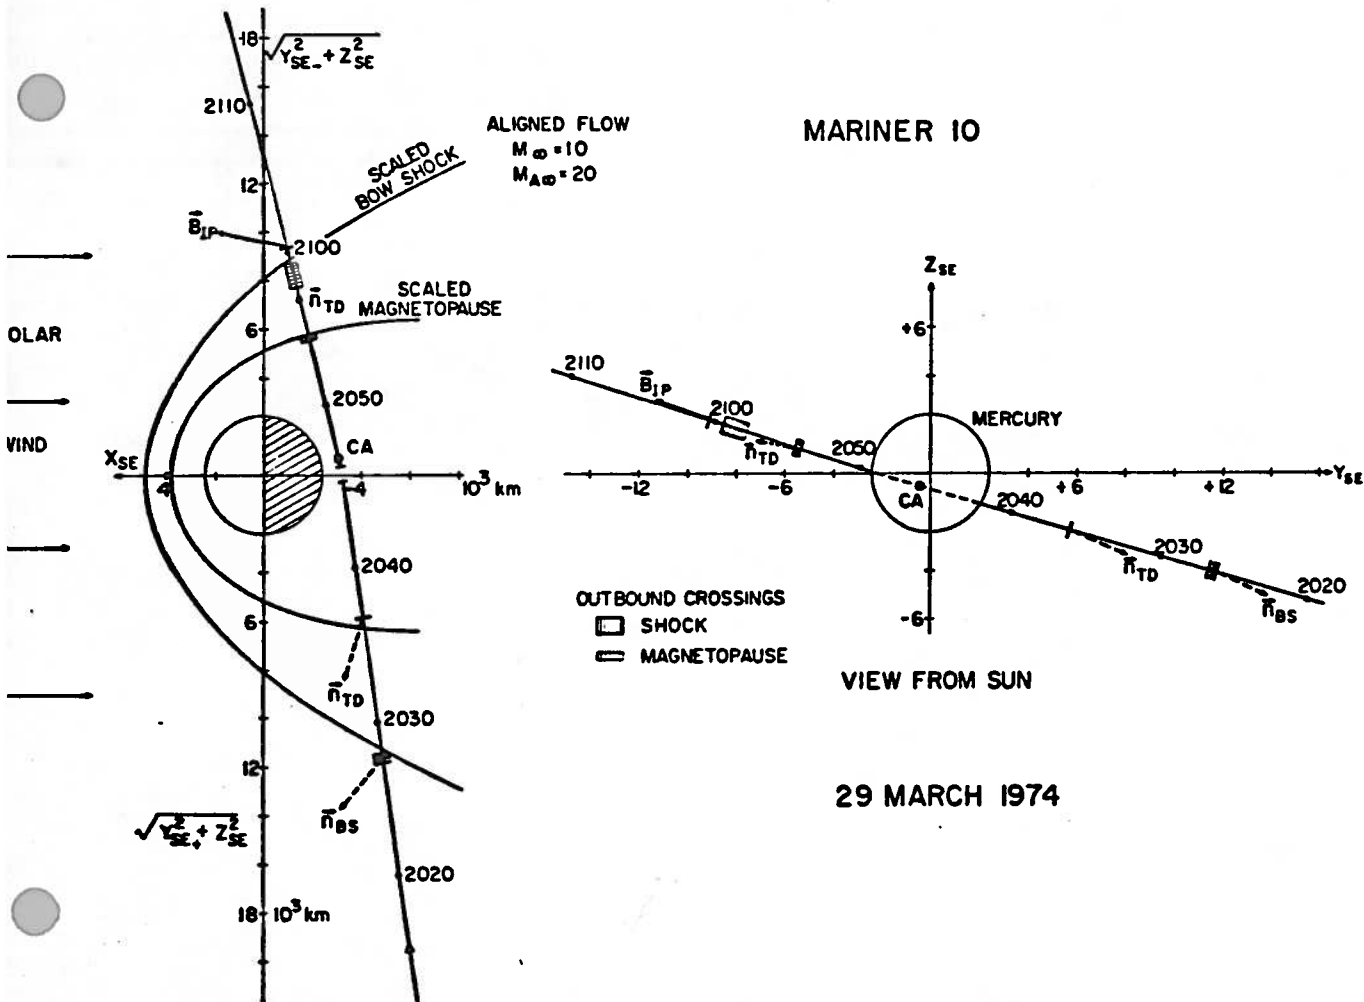 18
√Y²SE- + Z²SE
2110
ALIGNED FLOW
M∞=10
MA∞=20
MARINER 10
SCALED
BOW SHOCK
12
B⃗IP
2100
n⃗TD
SCALED
MAGNETOPAUSE
6
OLAR
2050
WIND
CA
XSE
4
4
10³ km
2040
6
n⃗TD
2030
12
n⃗BS
√Y²SE+ + Z²SE
2020
18
10³ km
ZSE
+6
2110
B⃗IP
2100
MERCURY
n⃗TD
2050
YSE
-12
-6
CA
2040
+6
+12
2030
n⃗TD
2020
n⃗BS
-6
OUTBOUND CROSSINGS
SHOCK
MAGNETOPAUSE
VIEW FROM SUN
29 MARCH 1974